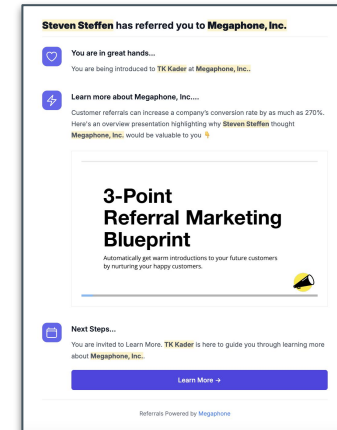 Steven Steffen has referred you to Megaphone, Inc.
You are in great hands...
You are being introduced to TK Kader at Megaphone, Inc..
Learn more about Megaphone, Inc....
Customer referrals can increase a company's conversion rate by as much as 270%.
Here's an overview presentation highlighting why Steven Steffen thought
Megaphone, Inc. would be valuable to you 👇
3-Point
Referral Marketing
Blueprint
Automatically get warm introductions to your future customers
by nurturing your happy customers.
Next Steps...
You are invited to Learn More. TK Kader is here to guide you through learning more
about Megaphone, Inc..
Learn More →
Referrals Powered by Megaphone